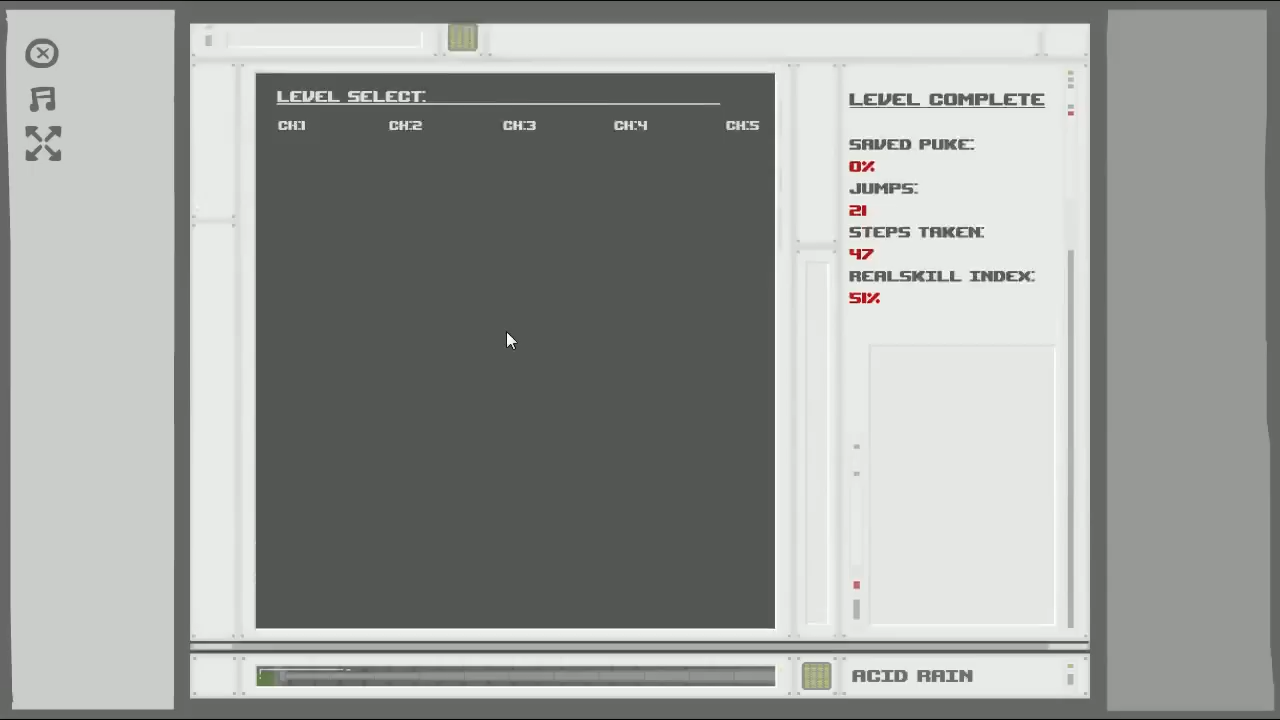 LEVEL SELECT:
CH:1 CH:2 CH:3 CH:4 CH:5
LEVEL COMPLETE
SAVED PUKE:
0%
JUMPS:
21
STEPS TAKEN:
47
REALSKILL INDEX:
51%
ACID RAIN